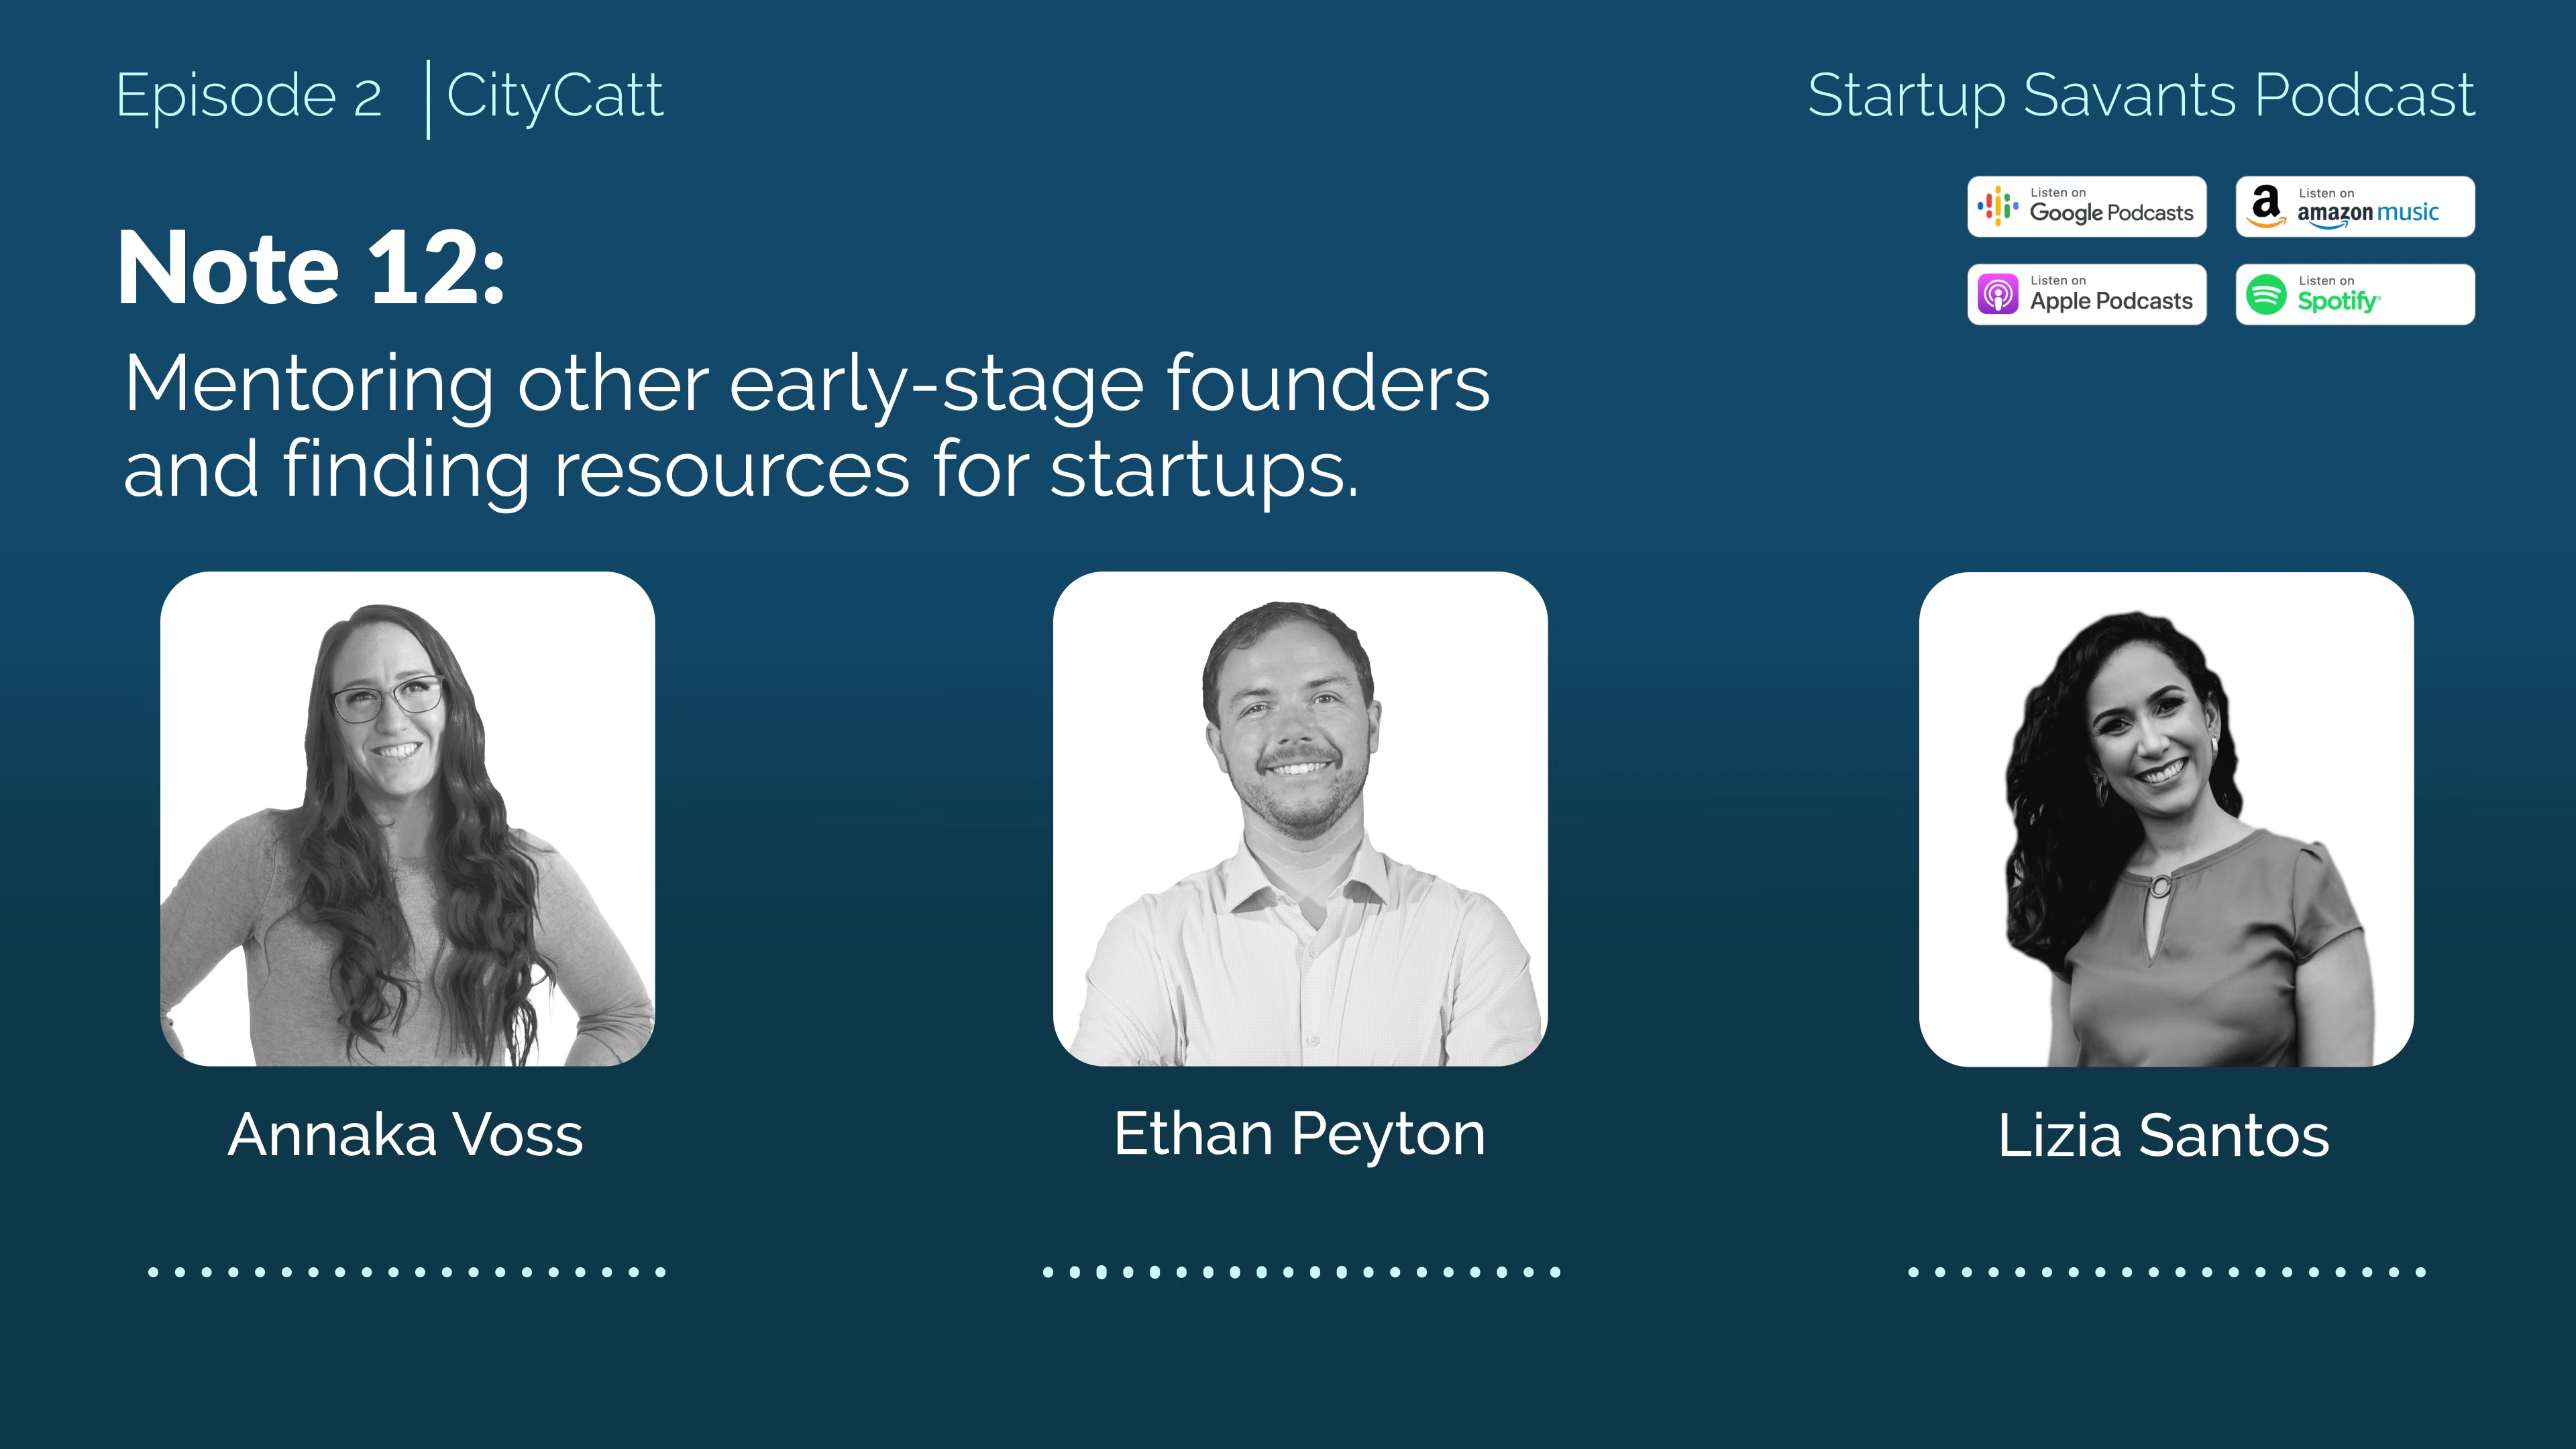 Episode 2 | CityCatt
Startup Savants Podcast
Listen on
Google Podcasts
a
Listen on
amazon music
Listen on
Apple Podcasts
Listen on
Spotify
Note 12:
Mentoring other early-stage founders
and finding resources for startups.
Annaka Voss
Ethan Peyton
Lizia Santos